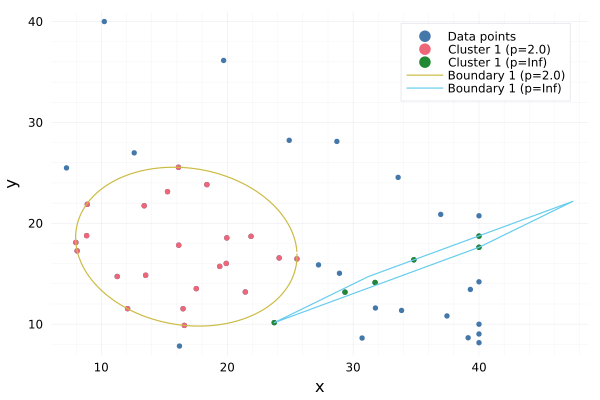 40
30
20
10
y
10
20
30
40
x
Data points
Cluster 1 (p=2.0)
Cluster 1 (p=Inf)
Boundary 1 (p=2.0)
Boundary 1 (p=Inf)